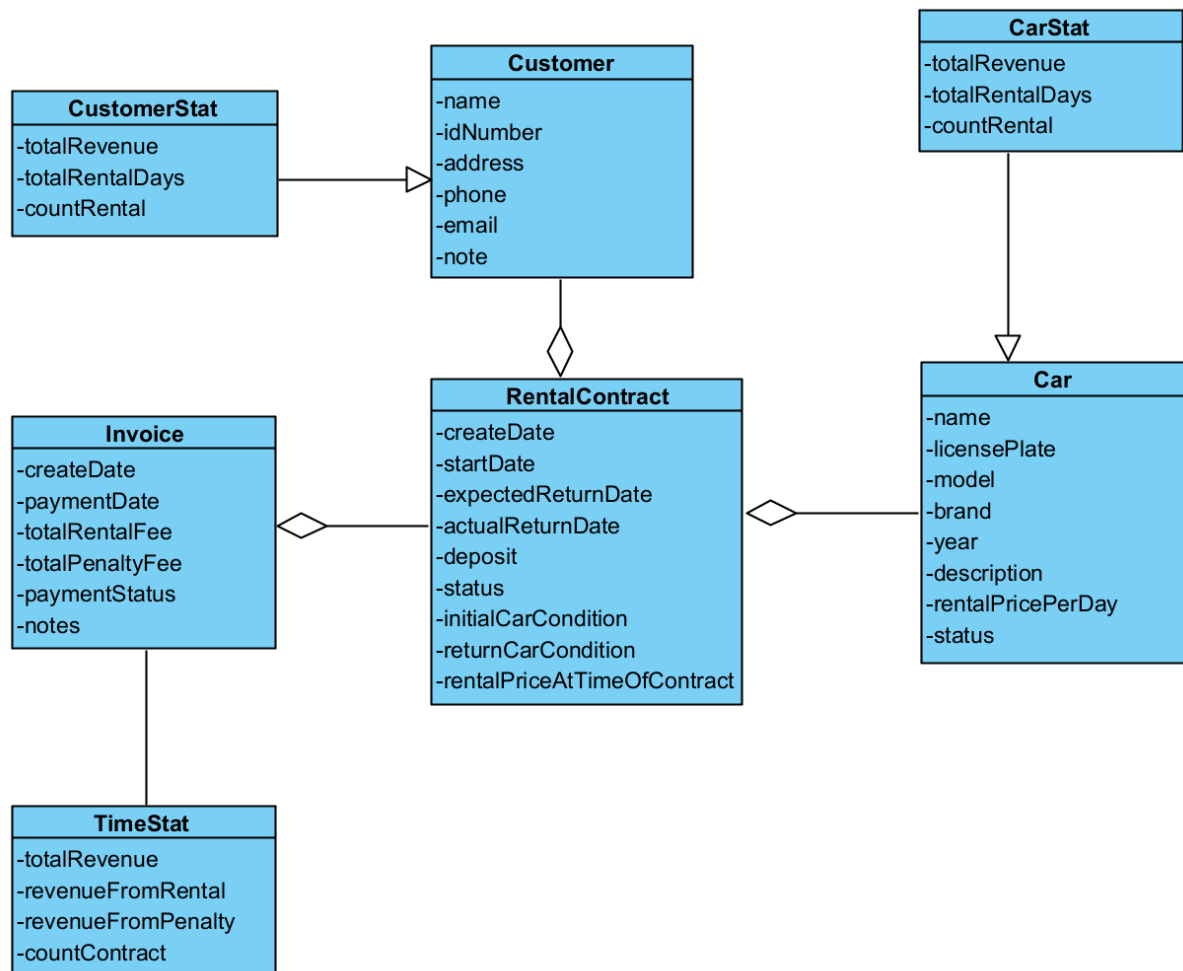 CarStat
-totalRevenue
-totalRentalDays
-countRental
Customer
-name
-idNumber
-address
-phone
-email
-note
CustomerStat
-totalRevenue
-totalRentalDays
-countRental
Car
-name
-licensePlate
-model
-brand
-year
-description
-rentalPricePerDay
-status
RentalContract
-createDate
-startDate
-expectedReturnDate
-actualReturnDate
-deposit
-status
-initialCarCondition
-returnCarCondition
-rentalPriceAtTimeOfContract
Invoice
-createDate
-paymentDate
-totalRentalFee
-totalPenaltyFee
-paymentStatus
-notes
TimeStat
-totalRevenue
-revenueFromRental
-revenueFromPenalty
-countContract